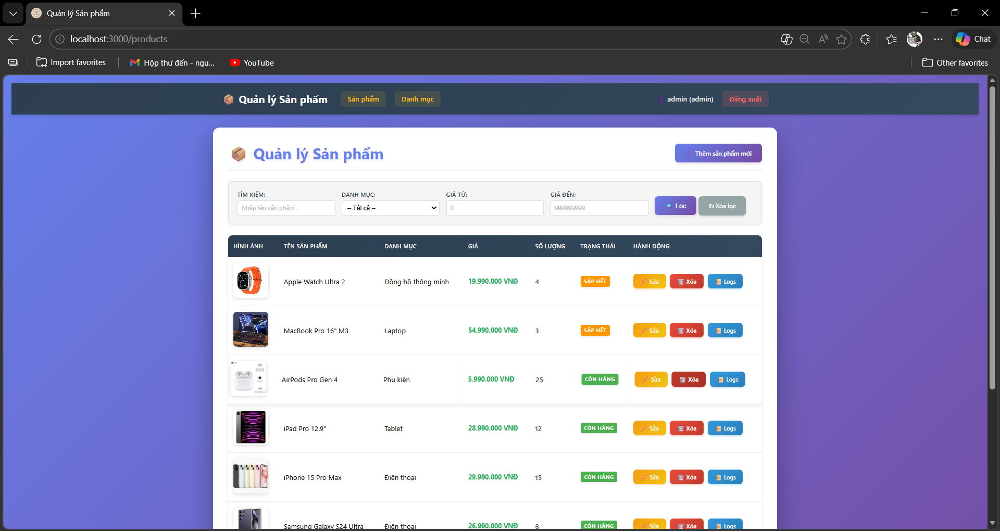 Quản lý Sản phẩm
localhost:3000/products
Chat
Import favorites
Hộp thư đến - ngu...
YouTube
Other favorites
Quản lý Sản phẩm
Sản phẩm
Danh mục
admin (admin)
Đăng xuất
Quản lý Sản phẩm
Thêm sản phẩm mới
TÌM KIẾM:
DANH MỤC:
GIÁ TỪ:
GIÁ ĐẾN:
Nhập tên sản phẩm...
-- Tất cả --
0
999999999
Lọc
↻ Xóa lọc
HÌNH ẢNH TÊN SẢN PHẨM DANH MỤC GIÁ SỐ LƯỢNG TRẠNG THÁI HÀNH ĐỘNG
Apple Watch Ultra 2 Đồng hồ thông minh 19.990.000 VNĐ 4 SẮP HẾT Sửa Xóa Logs
MacBook Pro 16" M3 Laptop 54.990.000 VNĐ 3 SẮP HẾT Sửa Xóa Logs
AirPods Pro Gen 4 Phụ kiện 5.990.000 VNĐ 25 CÒN HÀNG Sửa Xóa Logs
iPad Pro 12.9" Tablet 28.990.000 VNĐ 12 CÒN HÀNG Sửa Xóa Logs
iPhone 15 Pro Max Điện thoại 29.990.000 VNĐ 15 CÒN HÀNG Sửa Xóa Logs
Samsung Galaxy S24 Ultra Điện thoại 26.990.000 VNĐ 8 CÒN HÀNG Sửa Xóa Logs